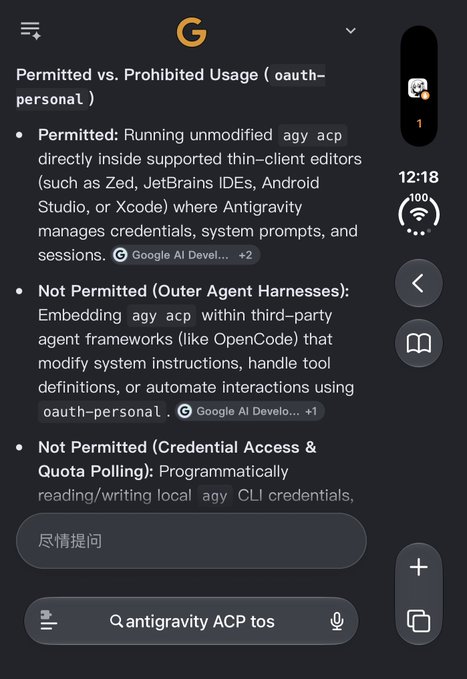 Permitted vs. Prohibited Usage (oauth-
personal)
• Permitted: Running unmodified agy acp
directly inside supported thin-client editors
(such as Zed, JetBrains IDEs, Android
Studio, or Xcode) where Antigravity
manages credentials, system prompts, and
sessions. Google AI Devel... +2
• Not Permitted (Outer Agent Harnesses):
Embedding agy acp within third-party
agent frameworks (like OpenCode) that
modify system instructions, handle tool
definitions, or automate interactions using
oauth-personal. Google AI Develo... +1
• Not Permitted (Credential Access &
Quota Polling): Programmatically
reading/writing local agy CLI credentials,
尽情提问
antigravity ACP tos
1
12:18
100